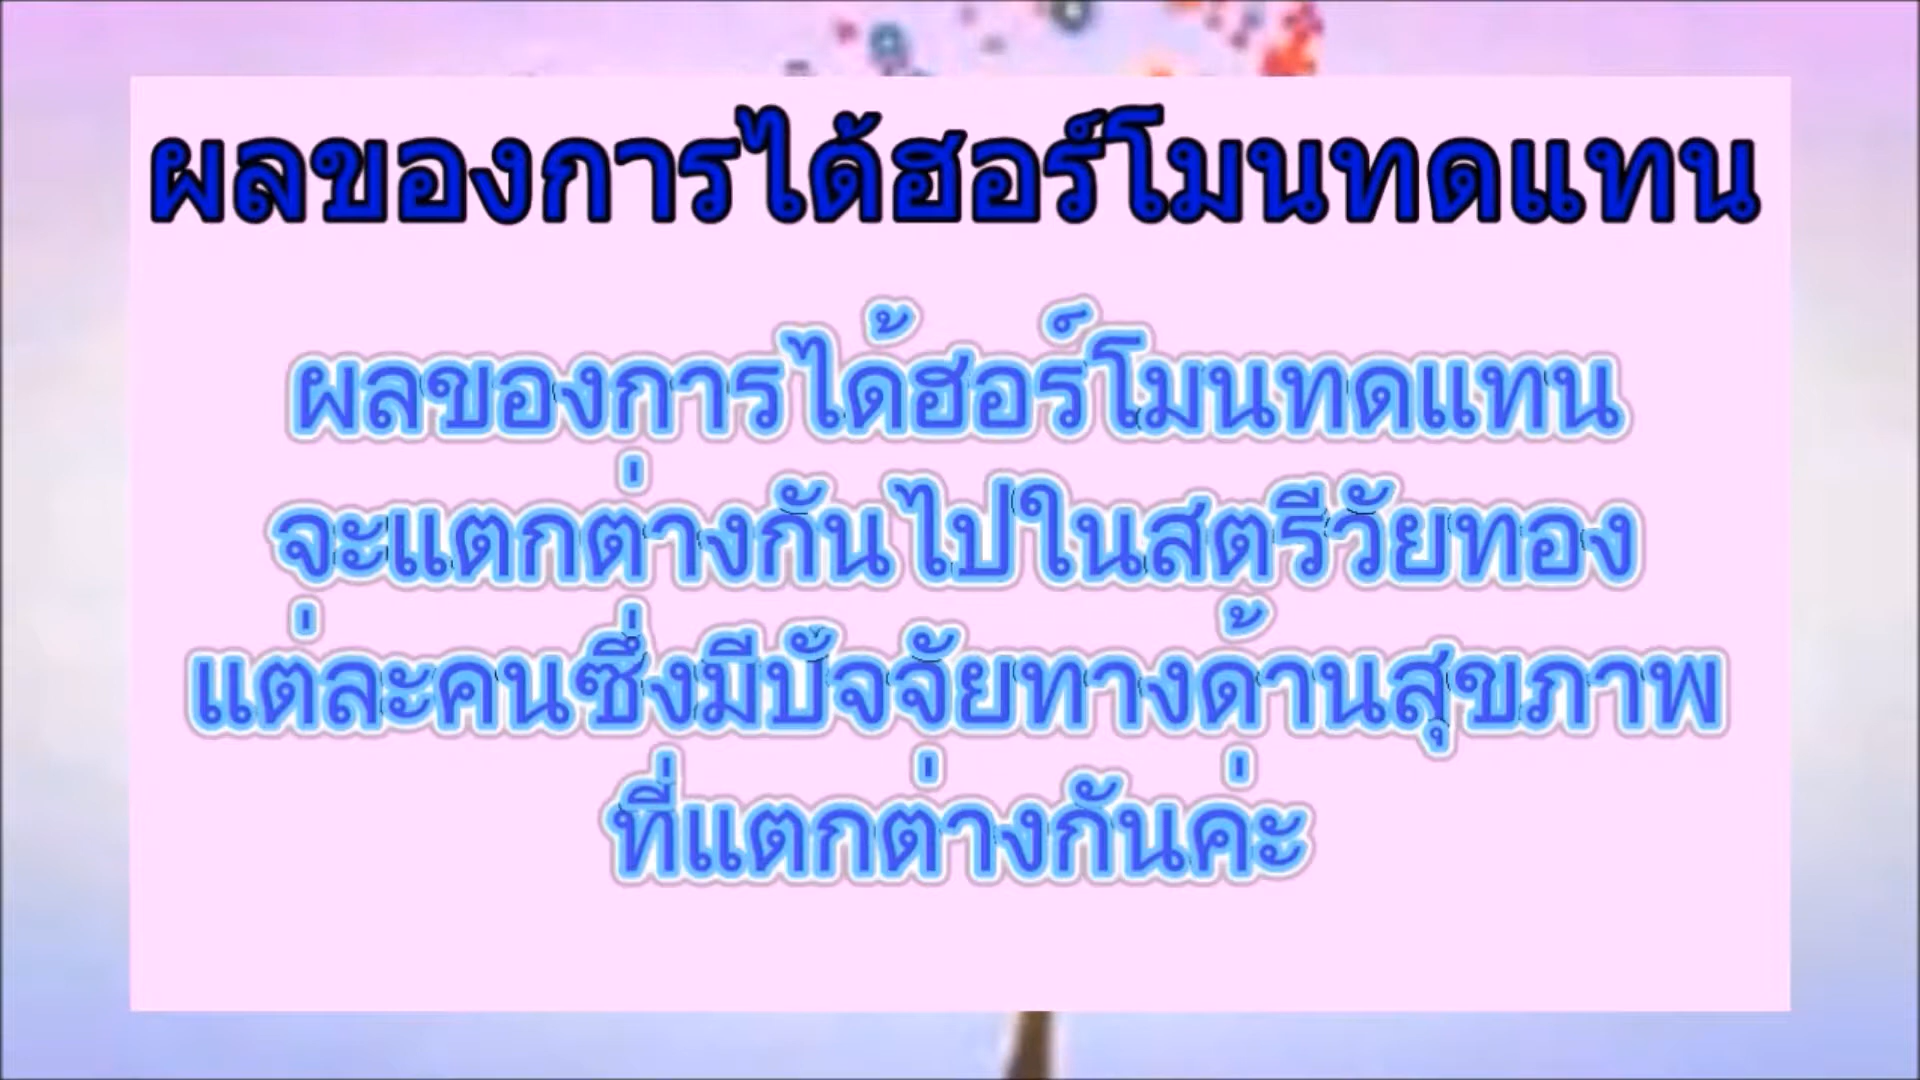 ผลของการได้ฮอร์โมนทดแทน
ผลของการได้ฮอร์โมนทดแทน
จะแตกต่างกันไปในสตรีวัยทอง
แต่ละคนซึ่งมีปัจจัยทางด้านสุขภาพ
ที่แตกต่างกันค่ะ